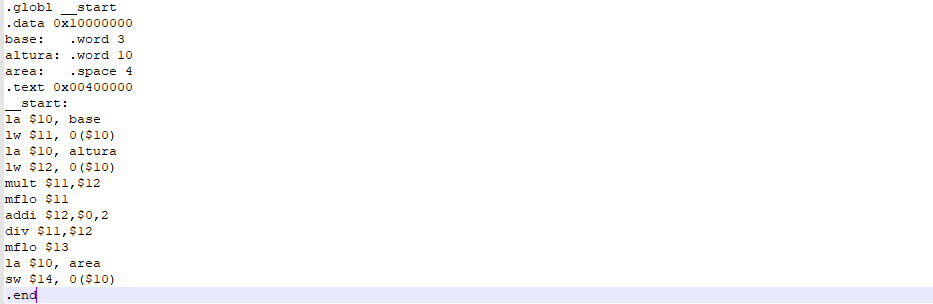 .globl __start
.data 0x10000000
base:   .word 3
altura: .word 10
area:   .space 4
.text 0x00400000
__start:
la $10, base
lw $11, 0($10)
la $10, altura
lw $12, 0($10)
mult $11,$12
mflo $11
addi $12,$0,2
div $11,$12
mflo $13
la $10, area
sw $14, 0($10)
.end